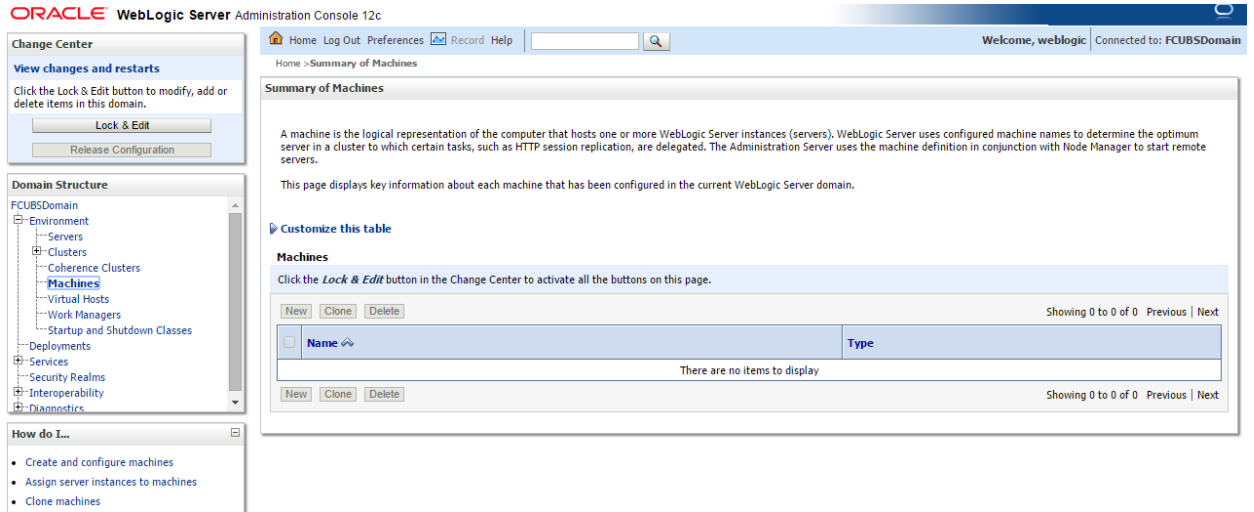 ORACLE WebLogic Server Administration Console 12c
Change Center
View changes and restarts
Click the Lock & Edit button to modify, add or
delete items in this domain.
Lock & Edit
Release Configuration
Domain Structure
FCUBSDomain
Environment
Servers
Clusters
Coherence Clusters
Machines
Virtual Hosts
Work Managers
Startup and Shutdown Classes
Deployments
Services
Security Realms
Interoperability
Diagnostics
How do I...
Create and configure machines
Assign server instances to machines
Clone machines
Home Log Out Preferences Record Help
Welcome, weblogic Connected to: FCUBSDomain
Home >Summary of Machines
Summary of Machines
A machine is the logical representation of the computer that hosts one or more WebLogic Server instances (servers). WebLogic Server uses configured machine names to determine the optimum
server in a cluster to which certain tasks, such as HTTP session replication, are delegated. The Administration Server uses the machine definition in conjunction with Node Manager to start remote
servers.
This page displays key information about each machine that has been configured in the current WebLogic Server domain.
Customize this table
Machines
Click the Lock & Edit button in the Change Center to activate all the buttons on this page.
New Clone Delete Showing 0 to 0 of 0 Previous | Next
Name Type
There are no items to display
New Clone Delete Showing 0 to 0 of 0 Previous | Next